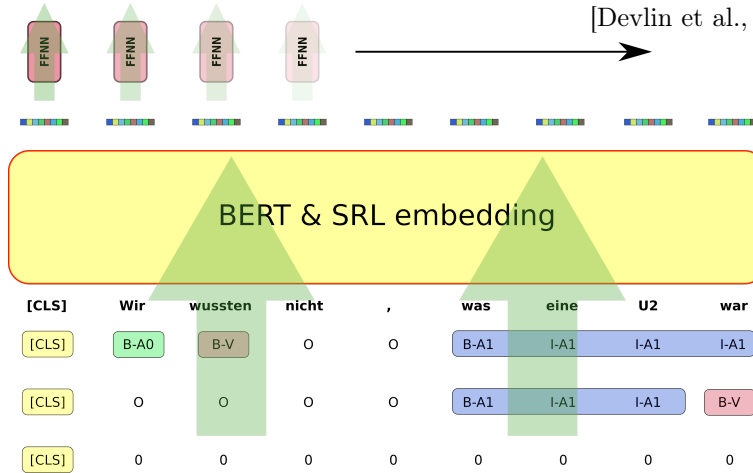 [Devlin et al.,
FFNN FFNN FFNN FFNN
BERT & SRL embedding
[CLS] Wir wussten nicht , was eine U2 war
[CLS] B-A0 B-V O O B-A1 I-A1 I-A1 I-A1
[CLS] O O O O B-A1 I-A1 I-A1 B-V
[CLS] 0 0 0 0 0 0 0 0